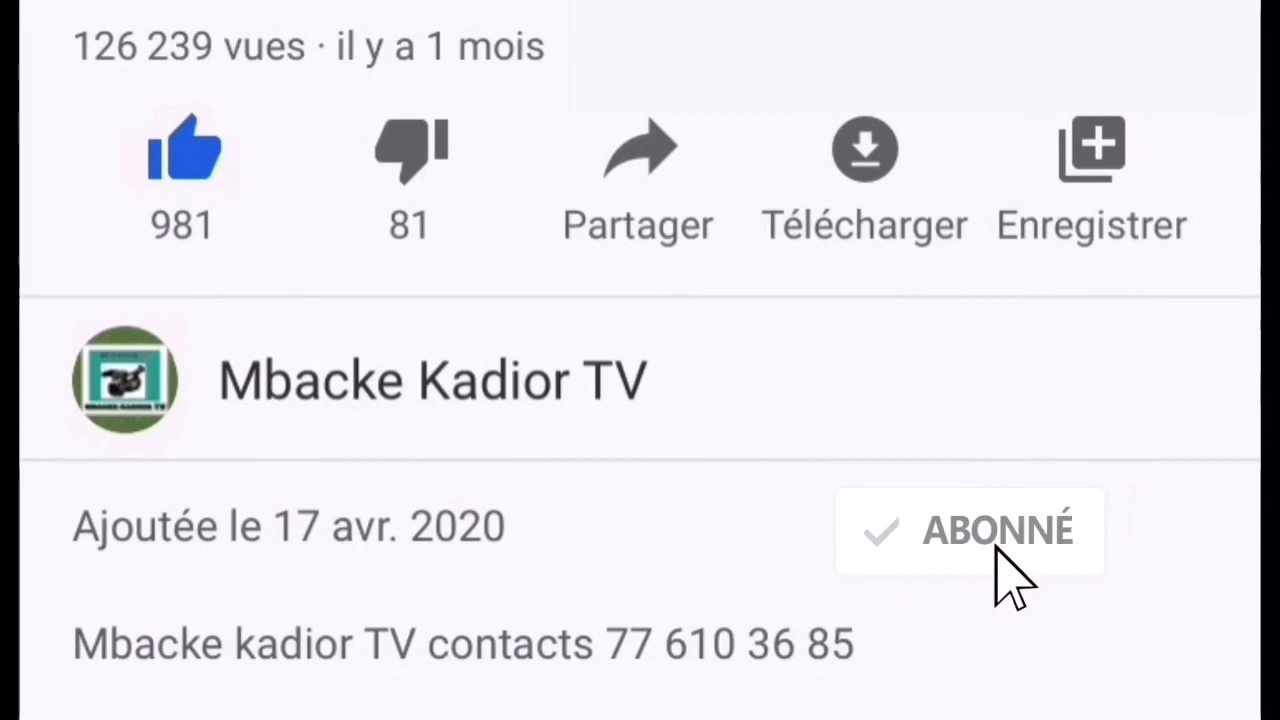 126 239 vues · il y a 1 mois
981 81 Partager Télécharger Enregistrer
Mbacke Kadior TV
Ajoutée le 17 avr. 2020
ABONNÉ
Mbacke kadior TV contacts 77 610 36 85